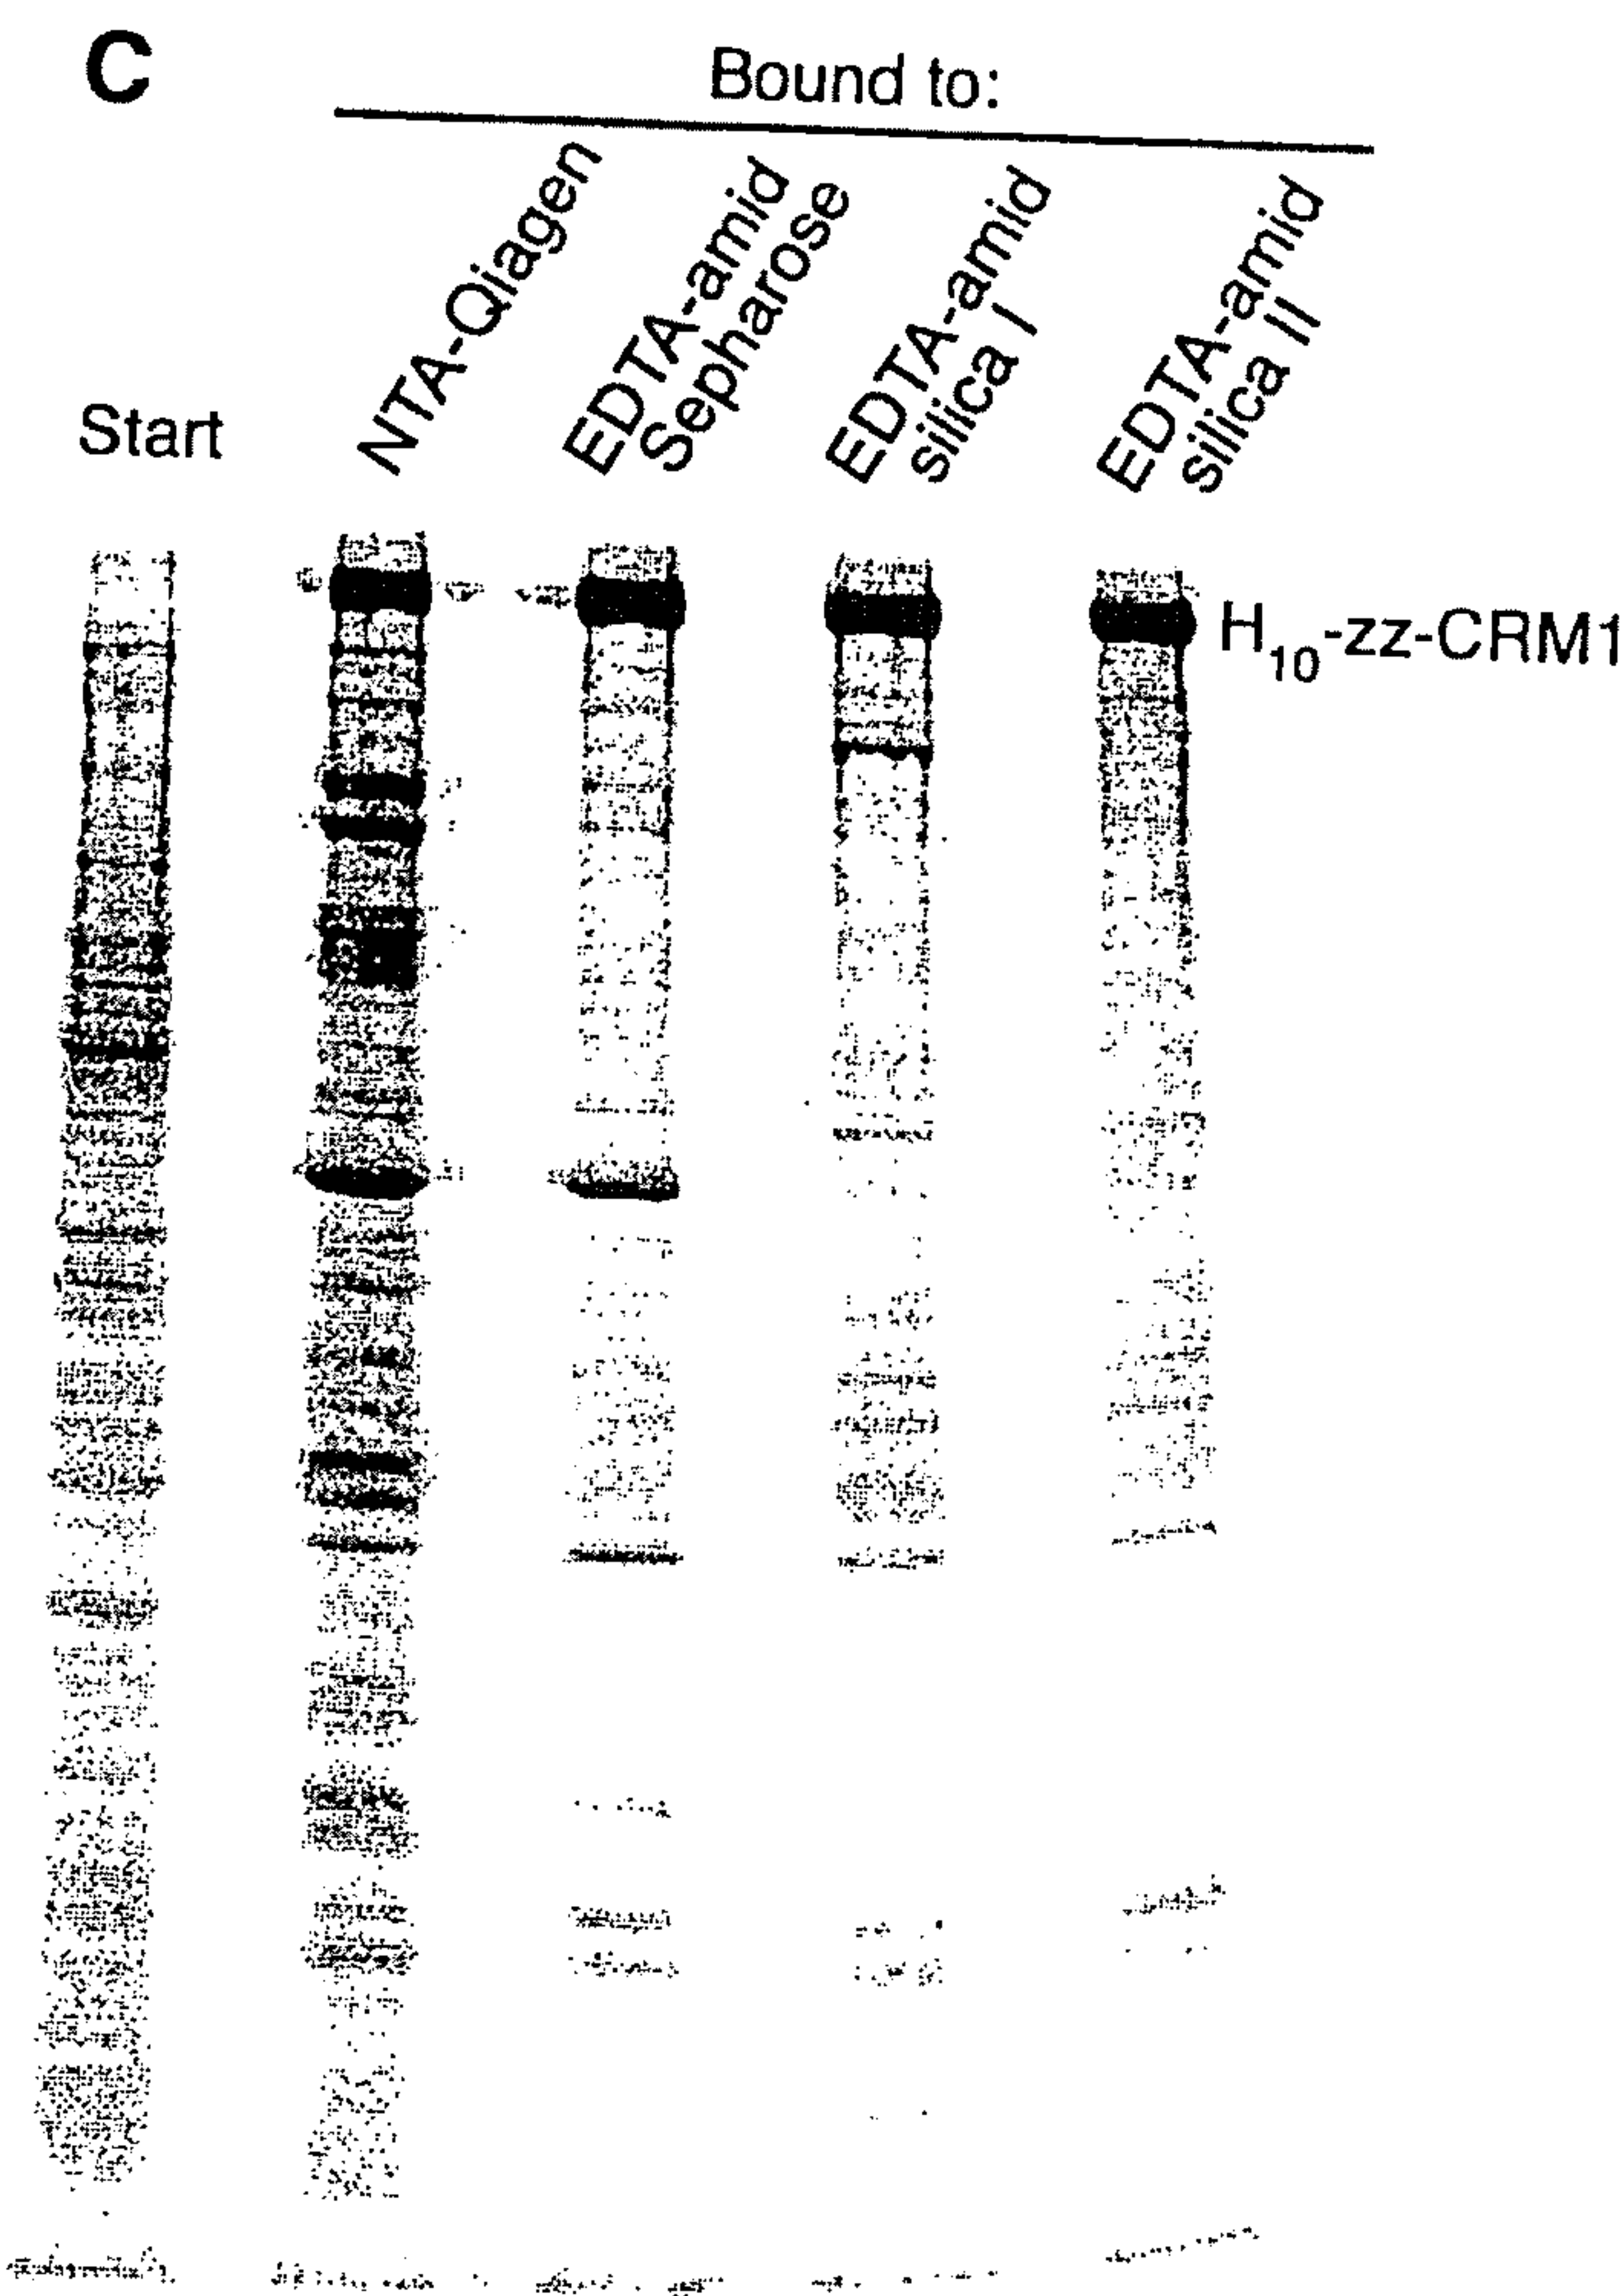 C
Bound to:
Start
NTA-Qiagen
EDTA-amid
Sepharose
EDTA-amid
silica I
EDTA-amid
silica II
H10-zz-CRM1